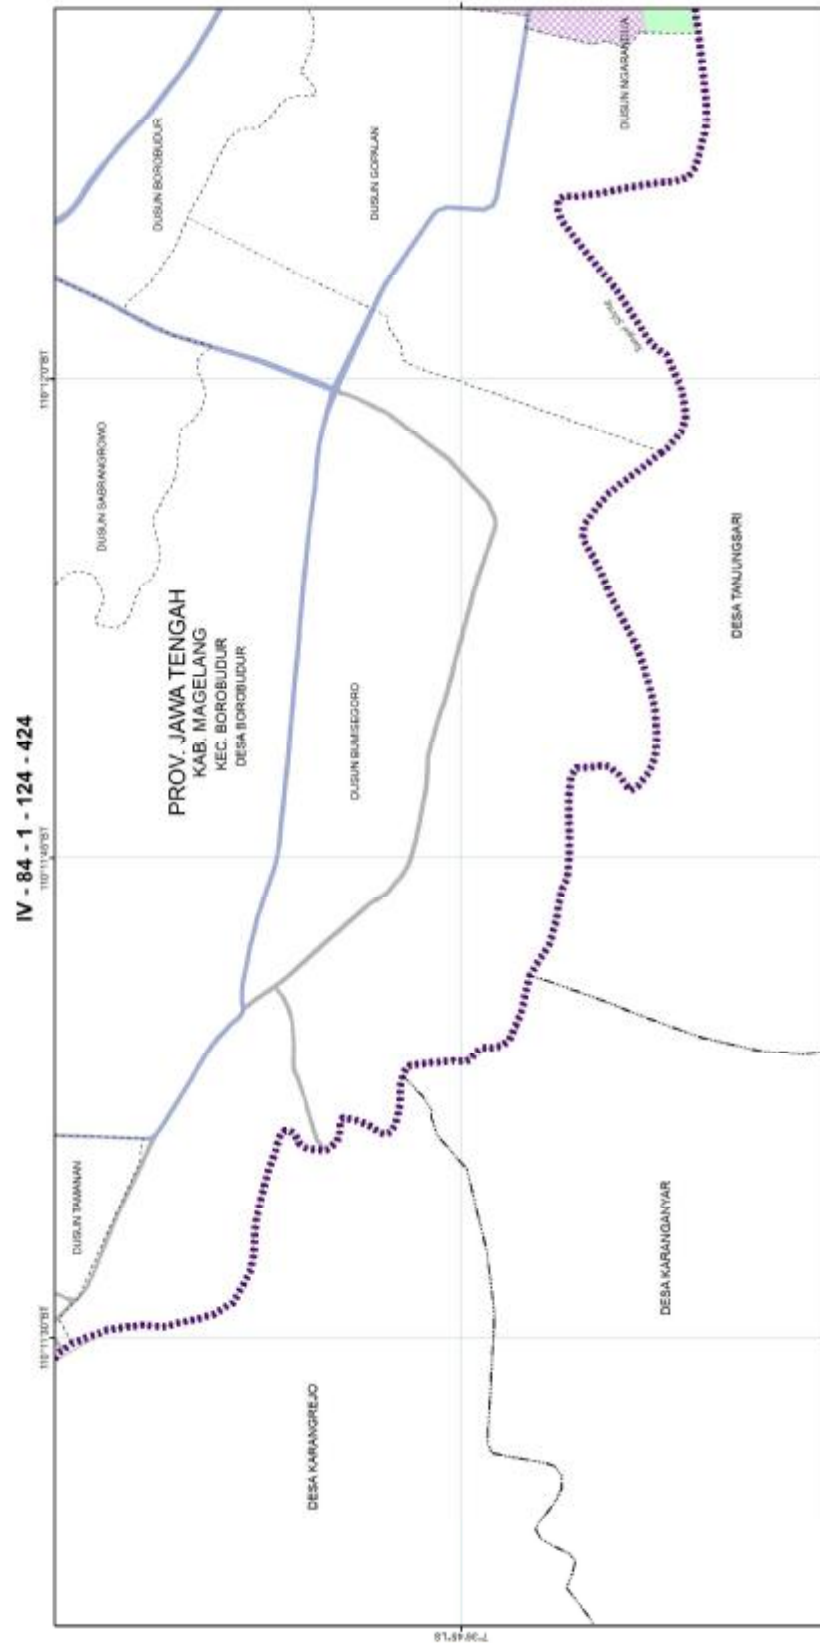 IV - 84 - 1 - 124 - 424
110°11'30"BT
110°11'45"BT
110°12'0"BT
DUSUN TAMANAN
DUSUN SABRANGROWO
DUSUN BOROBUDUR
PROV. JAWA TENGAH
KAB. MAGELANG
KEC. BOROBUDUR
DESA BOROBUDUR
DUSUN GOPALAN
DUSUN BUMISEGORO
DUSUN NGARANDUA
DESA KARANGREJO
DESA TANJUNGSARI
DESA KARANGANYAR
7°36'45"LS